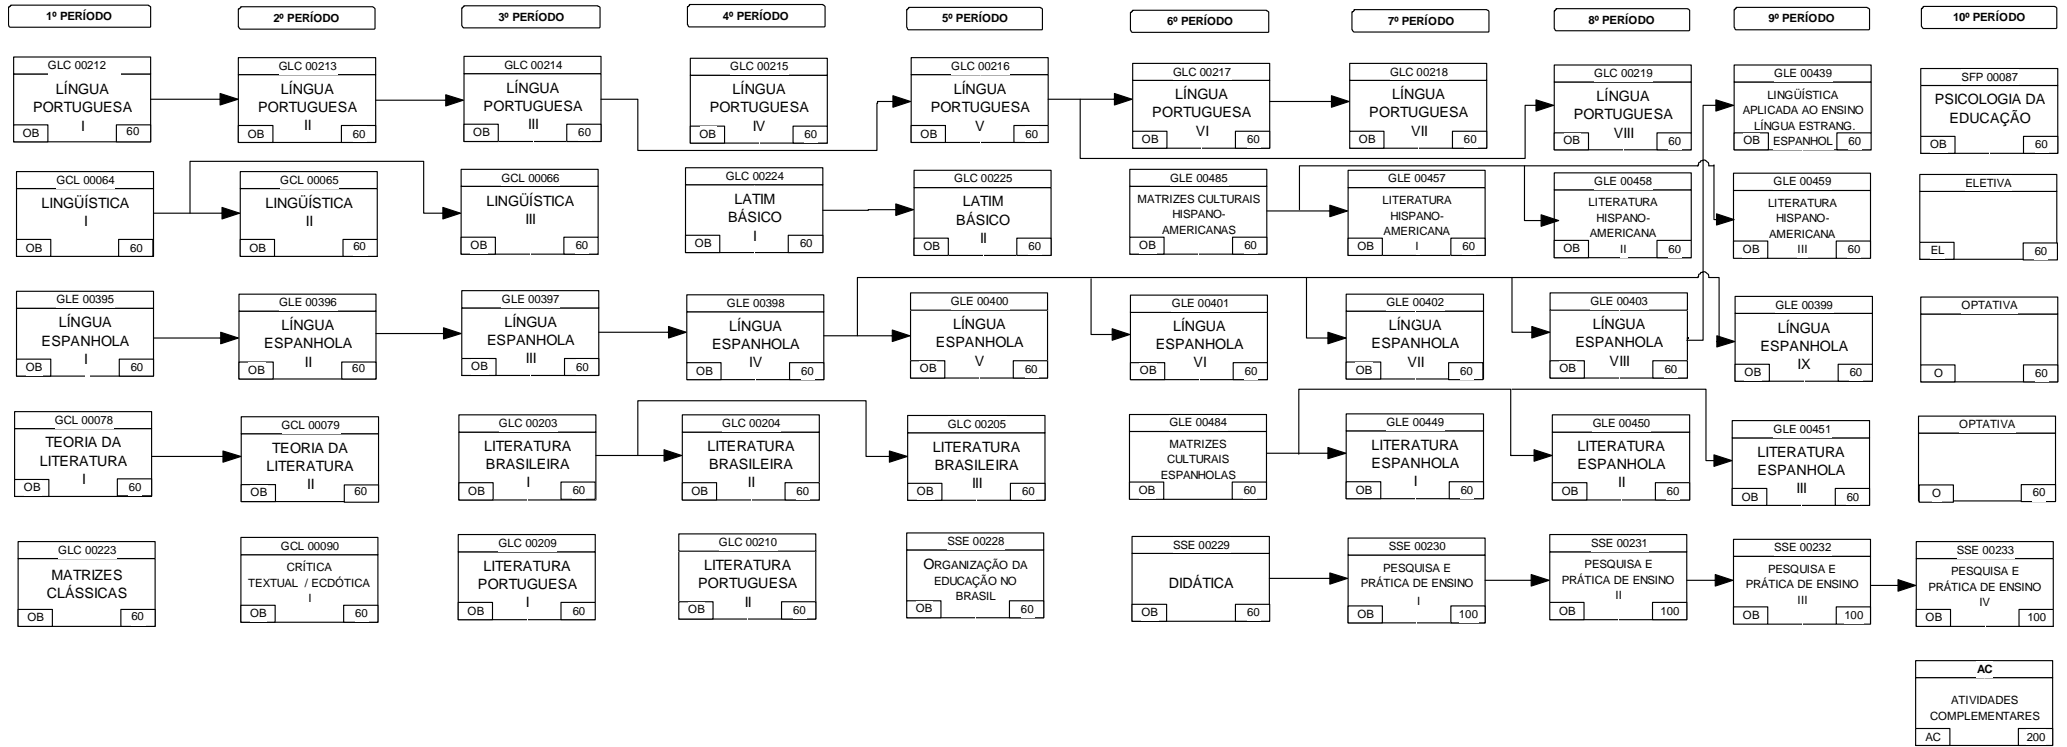 1º PERÍODO
2º PERÍODO
3º PERÍODO
4º PERÍODO
5º PERÍODO
6º PERÍODO
7º PERÍODO
8º PERÍODO
9º PERÍODO
10º PERÍODO
GLC 00212
LÍNGUA
PORTUGUESA
I
OB 60
GLC 00213
LÍNGUA
PORTUGUESA
II
OB 60
GLC 00214
LÍNGUA
PORTUGUESA
III
OB 60
GLC 00215
LÍNGUA
PORTUGUESA
IV
OB 60
GLC 00216
LÍNGUA
PORTUGUESA
V
OB 60
GLC 00217
LÍNGUA
PORTUGUESA
VI
OB 60
GLC 00218
LÍNGUA
PORTUGUESA
VII
OB 60
GLC 00219
LÍNGUA
PORTUGUESA
VIII
OB 60
GLE 00439
LINGÜÍSTICA
APLICADA AO ENSINO
LÍNGUA ESTRANG.
OB ESPANHOL 60
SFP 00087
PSICOLOGIA DA
EDUCAÇÃO
OB 60
GCL 00064
LINGÜÍSTICA
I
OB 60
GCL 00065
LINGÜÍSTICA
II
OB 60
GCL 00066
LINGÜÍSTICA
III
OB 60
GLC 00224
LATIM
BÁSICO
I
OB 60
GLC 00225
LATIM
BÁSICO
II
OB 60
GLE 00485
MATRIZES CULTURAIS
HISPANO-
AMERICANAS
OB 60
GLE 00457
LITERATURA
HISPANO-
AMERICANA
OB I 60
GLE 00458
LITERATURA
HISPANO-
AMERICANA
OB II 60
GLE 00459
LITERATURA
HISPANO-
AMERICANA
OB III 60
ELETIVA
EL 60
GLE 00395
LÍNGUA
ESPANHOLA
I
OB 60
GLE 00396
LÍNGUA
ESPANHOLA
II
OB 60
GLE 00397
LÍNGUA
ESPANHOLA
III
OB 60
GLE 00398
LÍNGUA
ESPANHOLA
IV
OB 60
GLE 00400
LÍNGUA
ESPANHOLA
V
OB 60
GLE 00401
LÍNGUA
ESPANHOLA
VI
OB 60
GLE 00402
LÍNGUA
ESPANHOLA
VII
OB 60
GLE 00403
LÍNGUA
ESPANHOLA
VIII
OB 60
GLE 00399
LÍNGUA
ESPANHOLA
IX
OB 60
OPTATIVA
O 60
GCL 00078
TEORIA DA
LITERATURA
I
OB 60
GCL 00079
TEORIA DA
LITERATURA
II
OB 60
GLC 00203
LITERATURA
BRASILEIRA
I
OB 60
GLC 00204
LITERATURA
BRASILEIRA
II
OB 60
GLC 00205
LITERATURA
BRASILEIRA
III
OB 60
GLE 00484
MATRIZES
CULTURAIS
ESPANHOLAS
OB 60
GLE 00449
LITERATURA
ESPANHOLA
I
OB 60
GLE 00450
LITERATURA
ESPANHOLA
II
OB 60
GLE 00451
LITERATURA
ESPANHOLA
III
OB 60
OPTATIVA
O 60
GLC 00223
MATRIZES
CLÁSSICAS
OB 60
GCL 00090
CRÍTICA
TEXTUAL / ECDÓTICA
I
OB 60
GLC 00209
LITERATURA
PORTUGUESA
I
OB 60
GLC 00210
LITERATURA
PORTUGUESA
II
OB 60
SSE 00228
ORGANIZAÇÃO DA
EDUCAÇÃO NO
BRASIL
OB 60
SSE 00229
DIDÁTICA
OB 60
SSE 00230
PESQUISA E
PRÁTICA DE ENSINO
I
OB 100
SSE 00231
PESQUISA E
PRÁTICA DE ENSINO
II
OB 100
SSE 00232
PESQUISA E
PRÁTICA DE ENSINO
III
OB 100
SSE 00233
PESQUISA E
PRÁTICA DE ENSINO
IV
OB 100
AC
ATIVIDADES
COMPLEMENTARES
AC 200